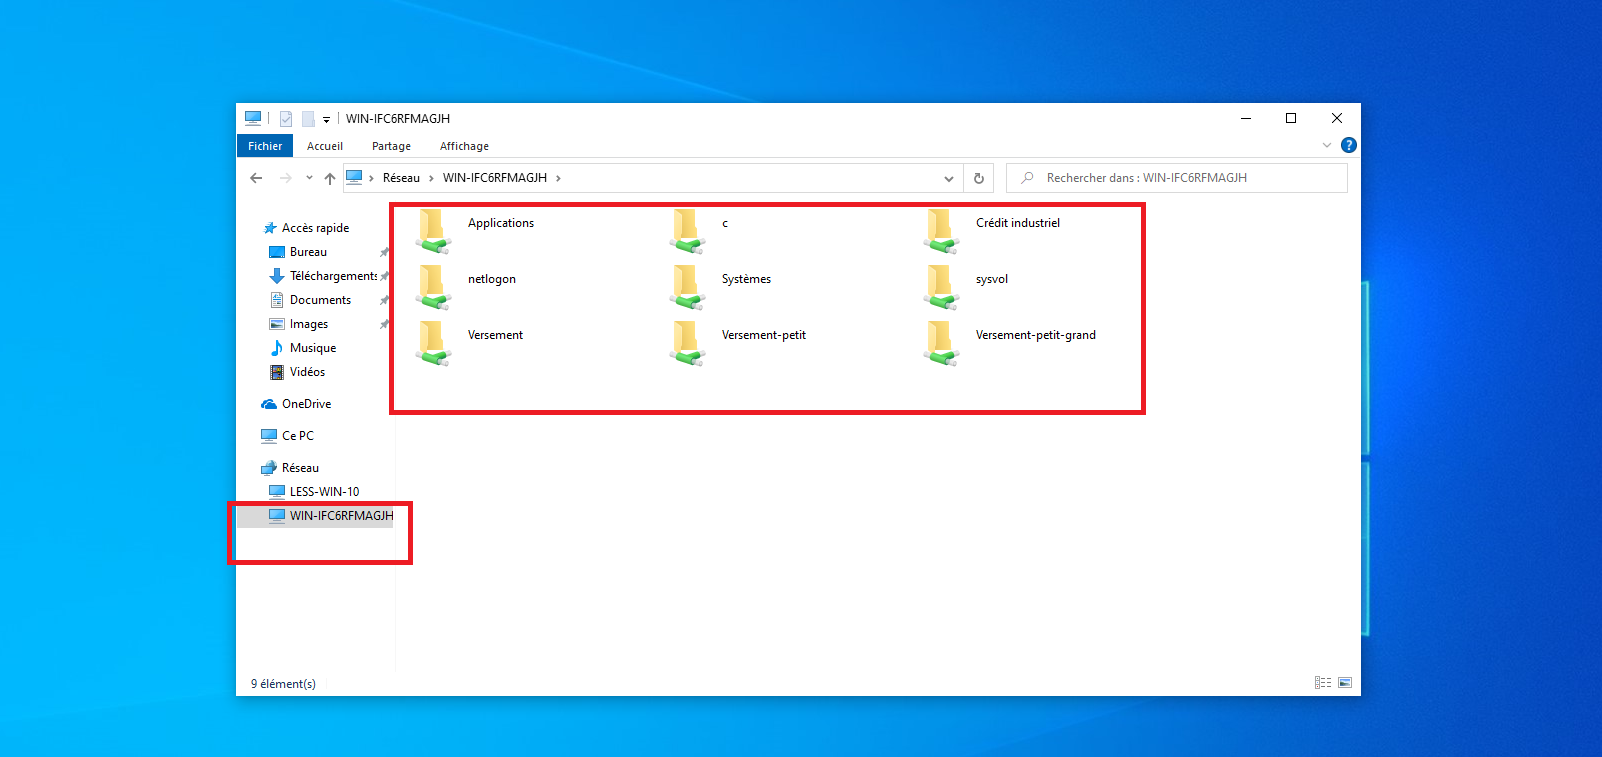 WIN-IFC6RFMAGJH
Fichier Accueil Partage Affichage
Réseau WIN-IFC6RFMAGJH
Rechercher dans : WIN-IFC6RFMAGJH
Accès rapide
Bureau
Téléchargements
Documents
Images
Musique
Vidéos
OneDrive
Ce PC
Réseau
LESS-WIN-10
WIN-IFC6RFMAGJH
Applications c Crédit industriel
netlogon Systèmes sysvol
Versement Versement-petit Versement-petit-grand
9 élément(s)